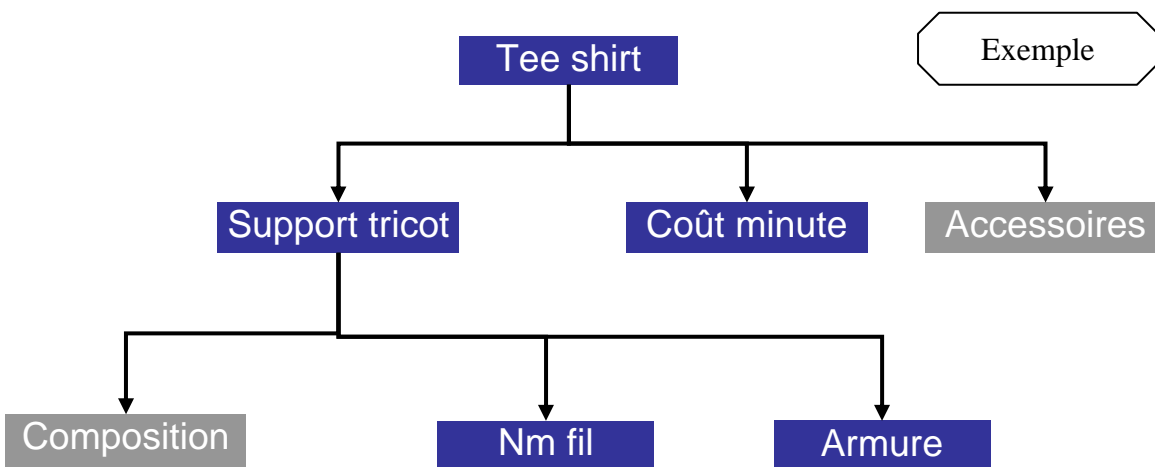 Tee shirt
Exemple
Support tricot
Coût minute
Accessoires
Composition
Nm fil
Armure